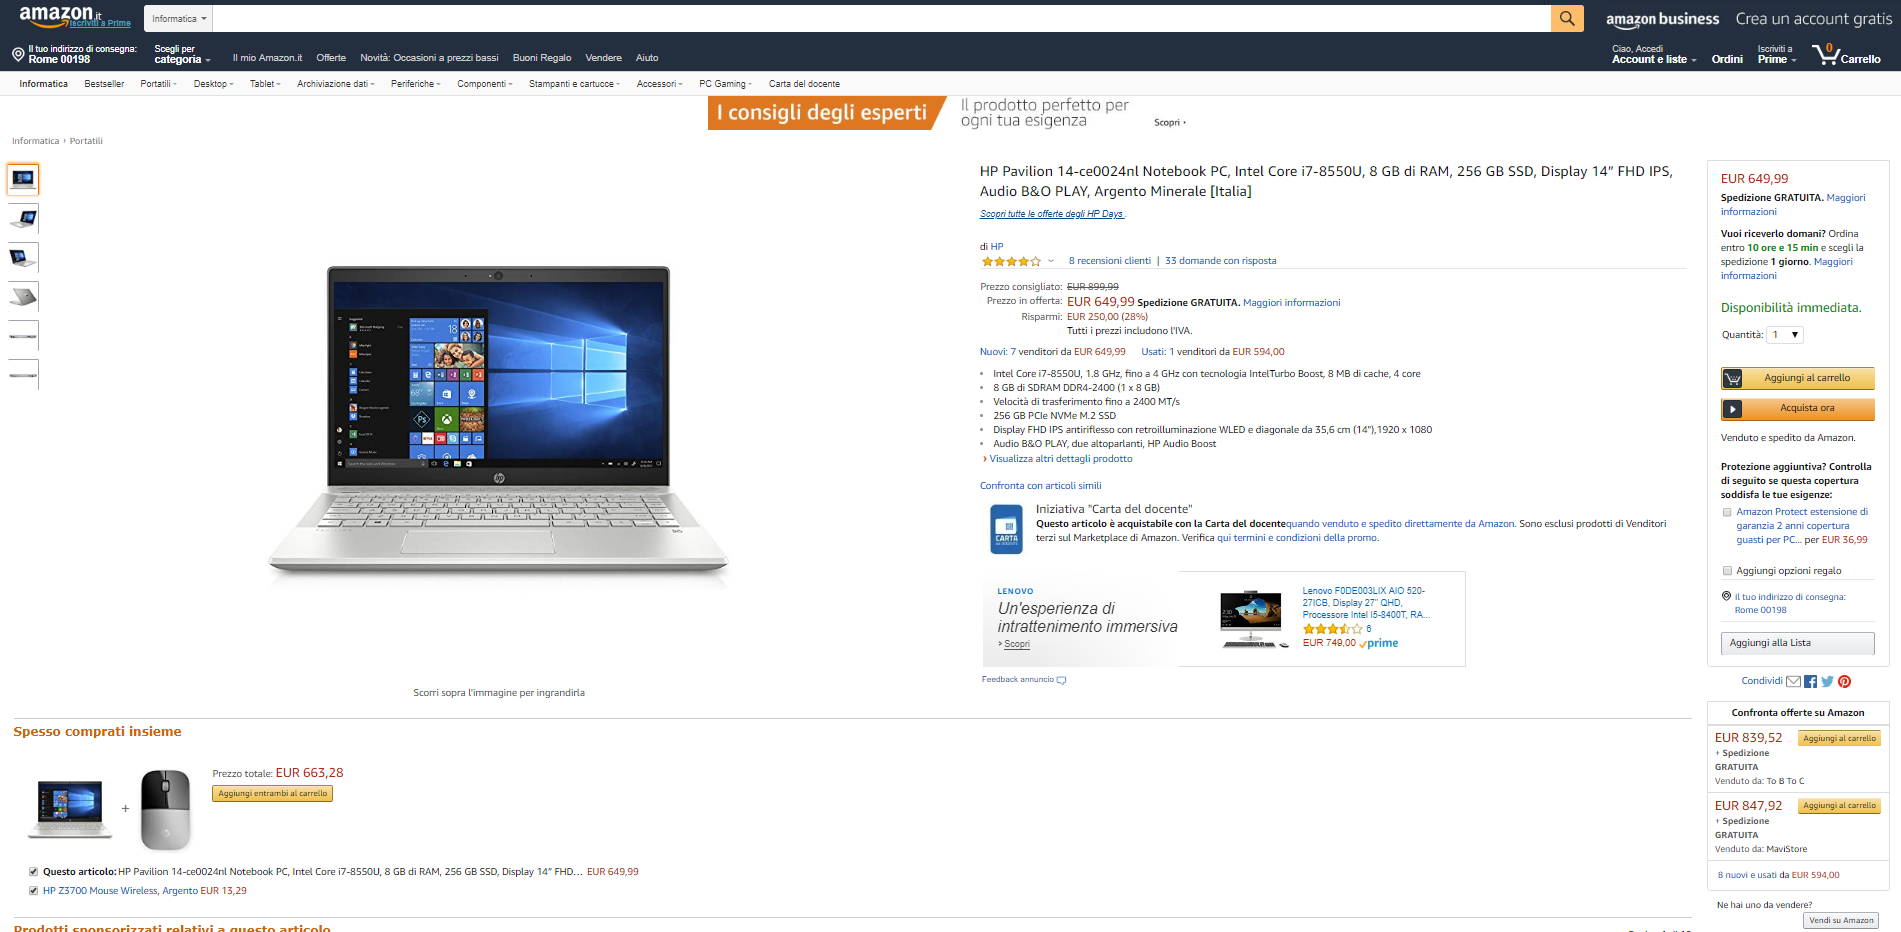 amazon.it
Iscriviti a Prime
Informatica
amazon business Crea un account gratis
Il tuo indirizzo di consegna:
Rome 00198
Scegli per
categoria
Il mio Amazon.it Offerte Novità: Occasioni a prezzi bassi Buoni Regalo Vendere Aiuto
Ciao, Accedi
Account e liste
Ordini
Iscriviti a
Prime
0
Carrello
Informatica Bestseller Portatili Desktop Tablet Archiviazione dati Periferiche Componenti Stampanti e cartucce Accessori PC Gaming Carta del docente
I consigli degli esperti
Il prodotto perfetto per
ogni tua esigenza
Scopri ›
Informatica › Portatili
HP Pavilion 14-ce0024nl Notebook PC, Intel Core i7-8550U, 8 GB di RAM, 256 GB SSD, Display 14" FHD IPS,
Audio B&O PLAY, Argento Minerale [Italia]
Scopri tutte le offerte degli HP Days .
di HP
8 recensioni clienti | 33 domande con risposta
Prezzo consigliato: EUR 899,99
Prezzo in offerta: EUR 649,99 Spedizione GRATUITA. Maggiori informazioni
Risparmi: EUR 250,00 (28%)
Tutti i prezzi includono l'IVA.
Nuovi: 7 venditori da EUR 649,99 Usati: 1 venditori da EUR 594,00
Intel Core i7-8550U, 1.8 GHz, fino a 4 GHz con tecnologia IntelTurbo Boost, 8 MB di cache, 4 core
8 GB di SDRAM DDR4-2400 (1 x 8 GB)
Velocità di trasferimento fino a 2400 MT/s
256 GB PCIe NVMe M.2 SSD
Display FHD IPS antiriflesso con retroilluminazione WLED e diagonale da 35,6 cm (14"),1920 x 1080
Audio B&O PLAY, due altoparlanti, HP Audio Boost
› Visualizza altri dettagli prodotto
Confronta con articoli simili
CARTA
Iniziativa "Carta del docente"
Questo articolo è acquistabile con la Carta del docentequando venduto e spedito direttamente da Amazon. Sono esclusi prodotti di Venditori
terzi sul Marketplace di Amazon. Verifica qui termini e condizioni della promo.
LENOVO
Un'esperienza di
intrattenimento immersiva
› Scopri
Lenovo F0DE003LIX AIO 520-
27ICB, Display 27" QHD,
Processore Intel I5-8400T, RA...
6
EUR 749,00 prime
Feedback annuncio
hp
Scorri sopra l'immagine per ingrandirla
EUR 649,99
Spedizione GRATUITA. Maggiori
informazioni
Vuoi riceverlo domani? Ordina
entro 10 ore e 15 min e scegli la
spedizione 1 giorno. Maggiori
informazioni
Disponibilità immediata.
Quantità: 1
Aggiungi al carrello
Acquista ora
Venduto e spedito da Amazon.
Protezione aggiuntiva? Controlla
di seguito se questa copertura
soddisfa le tue esigenze:
Amazon Protect estensione di
garanzia 2 anni copertura
guasti per PC... per EUR 36,99
Aggiungi opzioni regalo
Il tuo indirizzo di consegna:
Rome 00198
Aggiungi alla Lista
Condividi
Confronta offerte su Amazon
EUR 839,52 Aggiungi al carrello
+ Spedizione
GRATUITA
Venduto da: To B To C
EUR 847,92 Aggiungi al carrello
+ Spedizione
GRATUITA
Venduto da: MaviStore
8 nuovi e usati da EUR 594,00
Ne hai uno da vendere?
Vendi su Amazon
Spesso comprati insieme
+
Prezzo totale: EUR 663,28
Aggiungi entrambi al carrello
Questo articolo: HP Pavilion 14-ce0024nl Notebook PC, Intel Core i7-8550U, 8 GB di RAM, 256 GB SSD, Display 14" FHD... EUR 649,99
HP Z3700 Mouse Wireless, Argento EUR 13,29
Prodotti sponsorizzati relativi a questo articolo